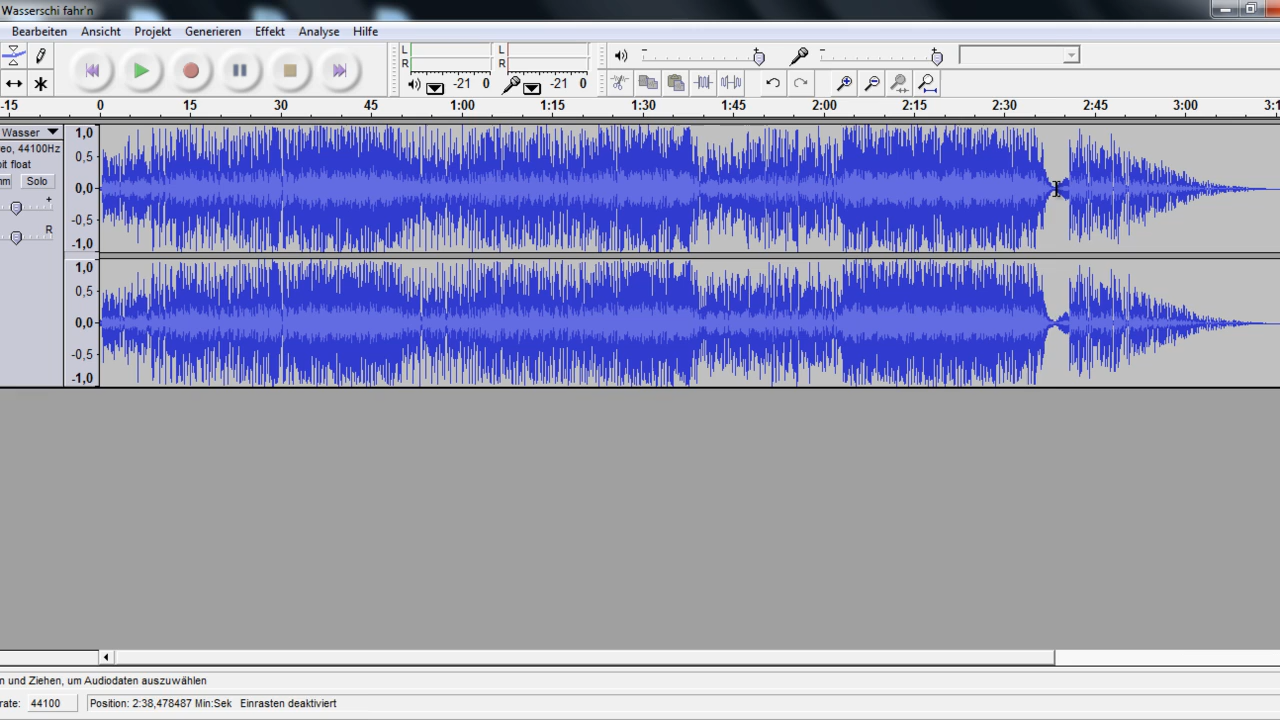 Wasserschi fahr'n
Bearbeiten Ansicht Projekt Generieren Effekt Analyse Hilfe
L R -21 0 L R -21 0
-15 0 15 30 45 1:00 1:15 1:30 1:45 2:00 2:15 2:30 2:45 3:00 3:1
Wasser 1,0
eo, 44100Hz 0,5
bit float
Solo 0,0
+ -0,5
R -1,0
1,0
0,5
0,0
-0,5
-1,0
n und Ziehen, um Audiodaten auszuwählen
rate: 44100 Position: 2:38,478487 Min:Sek Einrasten deaktiviert